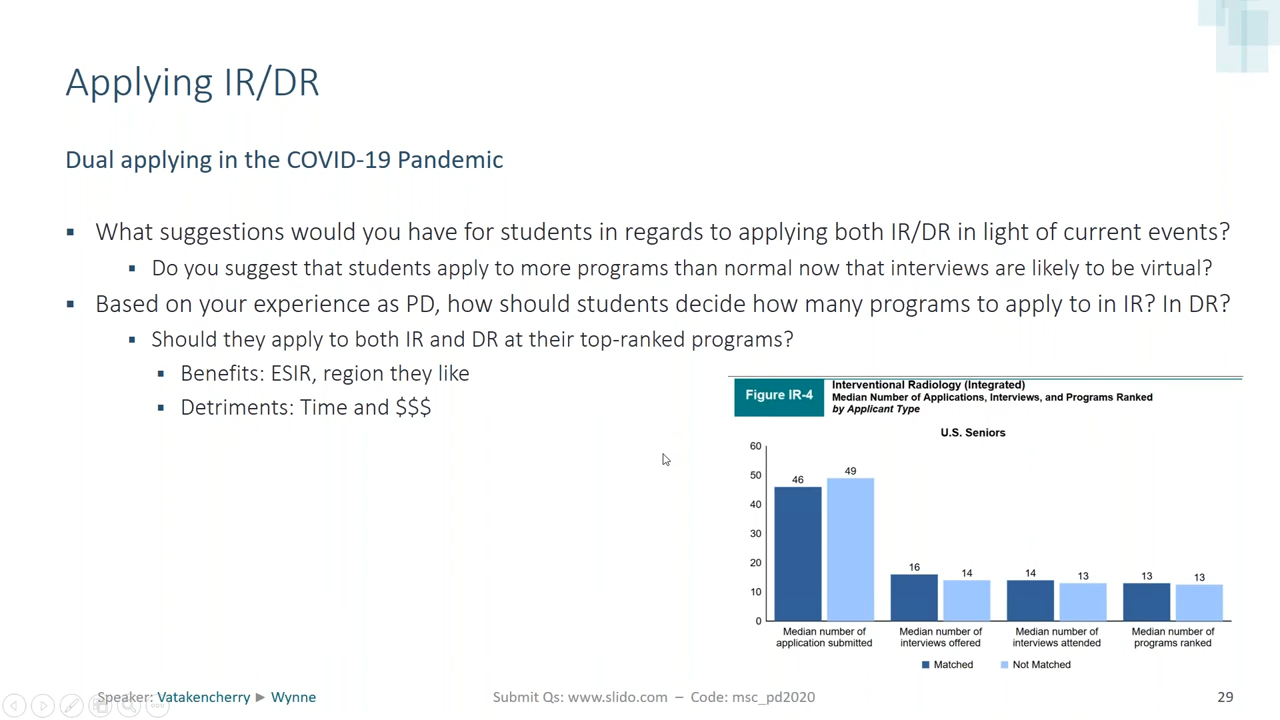 Applying IR/DR
Dual applying in the COVID-19 Pandemic
What suggestions would you have for students in regards to applying both IR/DR in light of current events?
Do you suggest that students apply to more programs than normal now that interviews are likely to be virtual?
Based on your experience as PD, how should students decide how many programs to apply to in IR? In DR?
Should they apply to both IR and DR at their top-ranked programs?
Benefits: ESIR, region they like
Detriments: Time and $$$
Figure IR-4
Interventional Radiology (Integrated)
Median Number of Applications, Interviews, and Programs Ranked
by Applicant Type
U.S. Seniors
60
50
40
30
20
10
0
46
49
16
14
14
13
13
13
Median number of
application submitted
Median number of
interviews offered
Median number of
interviews attended
Median number of
programs ranked
Matched
Not Matched
Speaker: Vatakencherry ► Wynne
Submit Qs: www.slido.com – Code: msc_pd2020
29